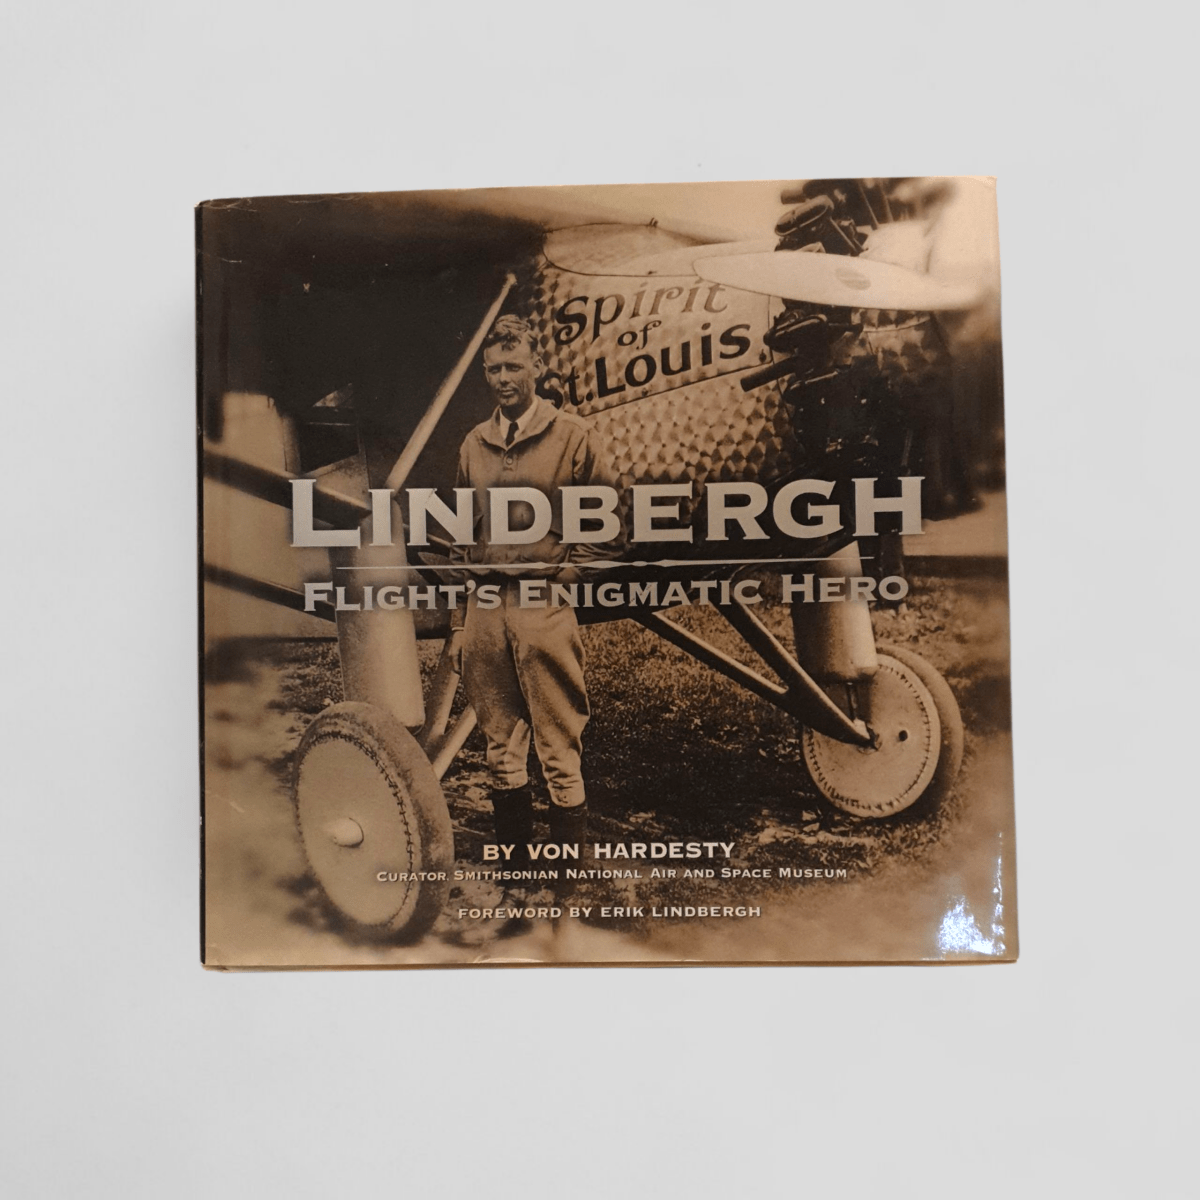 Spirit
of
St. Louis
LINDBERGH
FLIGHT'S ENIGMATIC HERO
BY VON HARDESTY
CURATOR SMITHSONIAN NATIONAL AIR AND SPACE MUSEUM
FOREWORD BY ERIK LINDBERGH